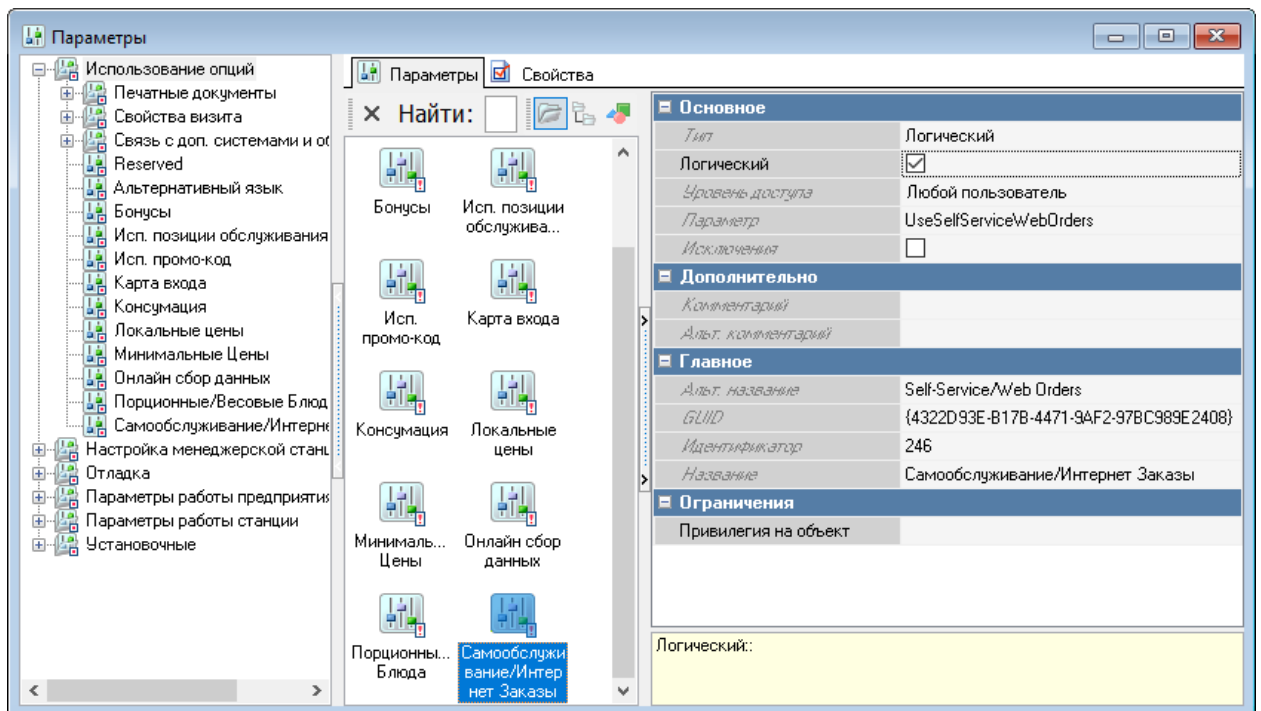 Параметры
Использование опций
Печатные документы
Свойства визита
Связь с доп. системами и об
Reserved
Альтернативный язык
Бонусы
Исп. позиции обслуживания
Исп. промо-код
Карта входа
Консумация
Локальные цены
Минимальные Цены
Онлайн сбор данных
Порционные/Весовые Блюд
Самообслуживание/Интерне
Настройка менеджерской станц
Отладка
Параметры работы предприятия
Параметры работы станции
Установочные
Параметры Свойства
Найти:
Бонусы
Исп. позиции
обслужива...
Исп.
промо-код
Карта входа
Консумация
Локальные
цены
Минималь...
Цены
Онлайн сбор
данных
Порционны...
Блюда
Самообслужи
вание/Интер
нет Заказы
Основное
Тип Логический
Логический
Уровень доступа Любой пользователь
Параметр UseSelfServiceWebOrders
Исключения
Дополнительно
Комментарий
Альт. комментарий
Главное
Альт. название Self-Service/Web Orders
GUID {4322D93E-B17B-4471-9AF2-97BC989E2408}
Идентификатор 246
Название Самообслуживание/Интернет Заказы
Ограничения
Привилегия на объект
Логический::